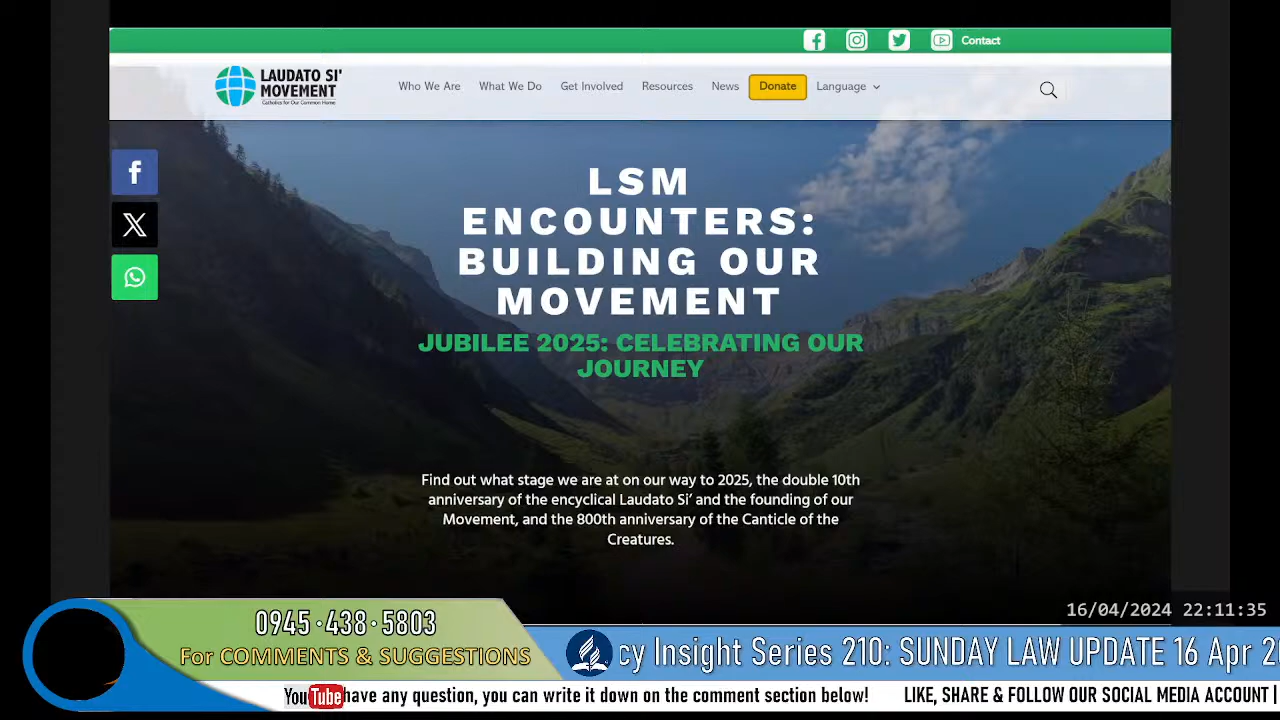 Contact
LAUDATO SI'
MOVEMENT
Catholics for Our Common Home
Who We Are What We Do Get Involved Resources News Donate Language
LSM
ENCOUNTERS:
BUILDING OUR
MOVEMENT
JUBILEE 2025: CELEBRATING OUR
JOURNEY
Find out what stage we are at on our way to 2025, the double 10th
anniversary of the encyclical Laudato Si’ and the founding of our
Movement, and the 800th anniversary of the Canticle of the
Creatures.
16/04/2024 22:11:35
0945·438·5803
For COMMENTS & SUGGESTIONS
cy Insight Series 210: SUNDAY LAW UPDATE 16 Apr 2
YouTube have any question, you can write it down on the comment section below! LIKE, SHARE & FOLLOW OUR SOCIAL MEDIA ACCOUNT |